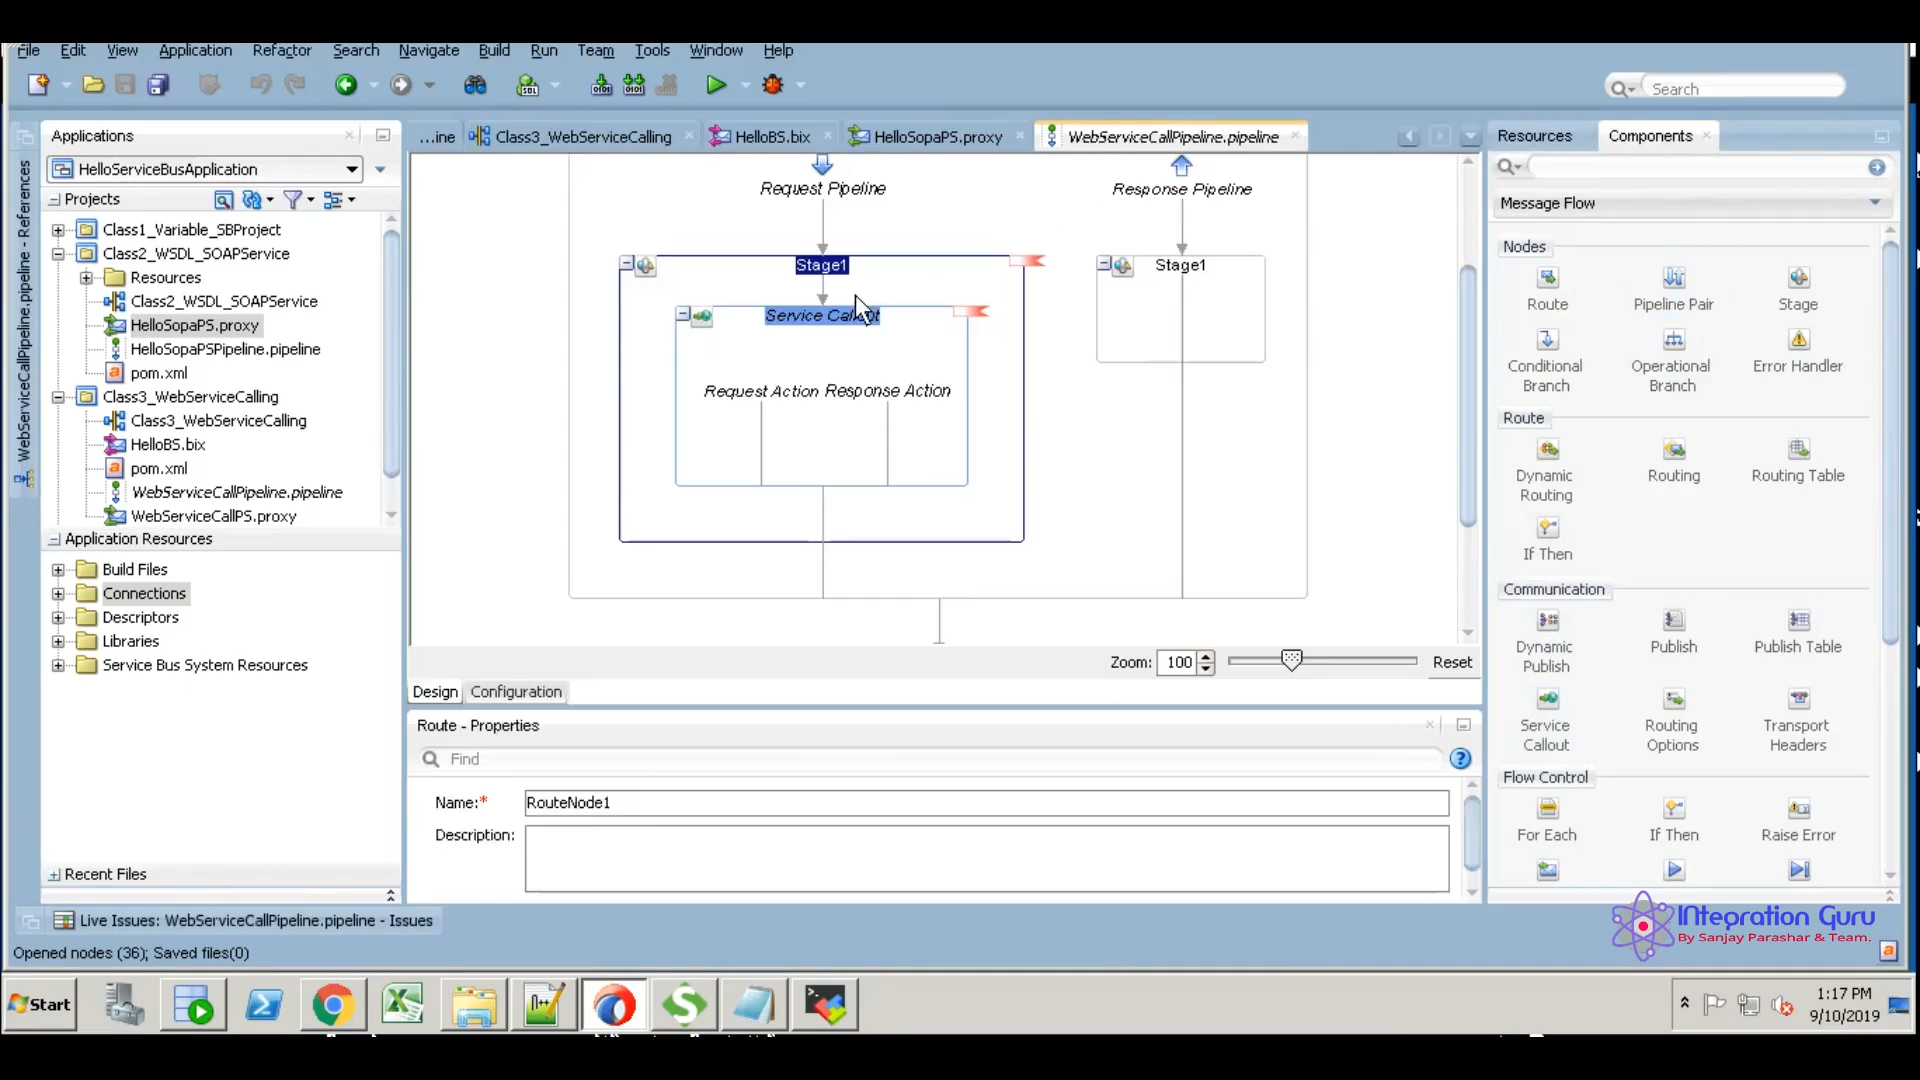 File Edit View Application Refactor Search Navigate Build Run Team Tools Window Help
Search
Applications
HelloServiceBusApplication
Projects
Class1_Variable_SBProject
Class2_WSDL_SOAPService
Resources
Class2_WSDL_SOAPService
HelloSopaPS.proxy
HelloSopaPSPipeline.pipeline
pom.xml
Class3_WebServiceCalling
Class3_WebServiceCalling
HelloBS.bix
pom.xml
WebServiceCallPipeline.pipeline
WebServiceCallPS.proxy
Application Resources
Build Files
Connections
Descriptors
Libraries
Service Bus System Resources
Recent Files
WebServiceCallPipeline.pipeline - References
...ine Class3_WebServiceCalling HelloBS.bix HelloSopaPS.proxy WebServiceCallPipeline.pipeline
Request Pipeline
Response Pipeline
Stage1
Service Callout
Request Action Response Action
Stage1
Zoom: 100 Reset
Design Configuration
Route - Properties
Find
Name:* RouteNode1
Description:
Resources Components
Message Flow
Nodes
Route Pipeline Pair Stage
Conditional Branch
Operational Branch
Error Handler
Route
Dynamic Routing
Routing
Routing Table
If Then
Communication
Dynamic Publish
Publish
Publish Table
Service Callout
Routing Options
Transport Headers
Flow Control
For Each If Then Raise Error
Live Issues: WebServiceCallPipeline.pipeline - Issues
Opened nodes (36); Saved files(0)
INtegration Guru
By Sanjay Parashar & Team.
Start
1:17 PM
9/10/2019